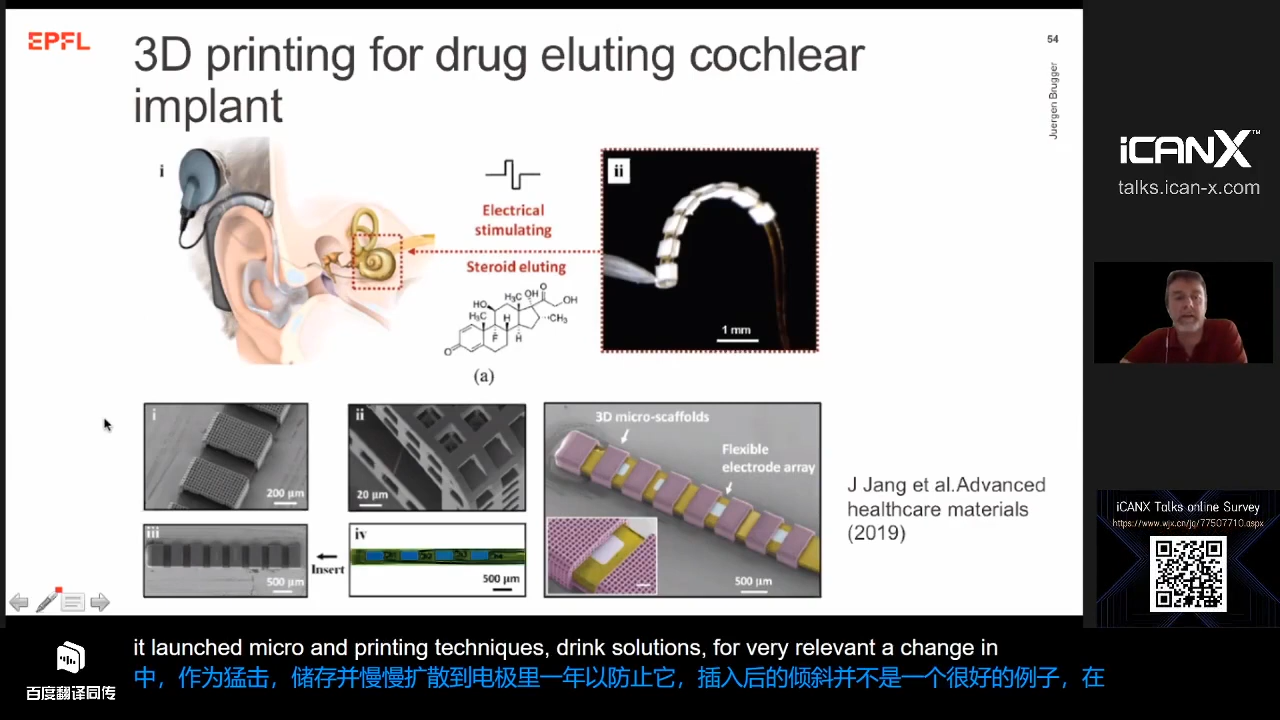 EPFL
3D printing for drug eluting cochlear
implant
54
Juergen Brugger
i
Electrical
stimulating
Steroid eluting
HO
H₃C
OH
O
OH
H₃C
H
CH₃
F
H
O
(a)
ii
1 mm
i
200 µm
ii
20 µm
iii
500 µm
Insert
iv
500 µm
3D micro-scaffolds
Flexible
electrode array
500 µm
J Jang et al.Advanced
healthcare materials
(2019)
iCANX™
talks.ican-x.com
iCANX Talks online Survey
https://www.wjx.cn/jq/77507710.aspx
百度翻译同传
it launched micro and printing techniques, drink solutions, for very relevant a change in
中，作为猛击，储存并慢慢扩散到电极里一年以防止它，插入后的倾斜并不是一个很好的例子，在